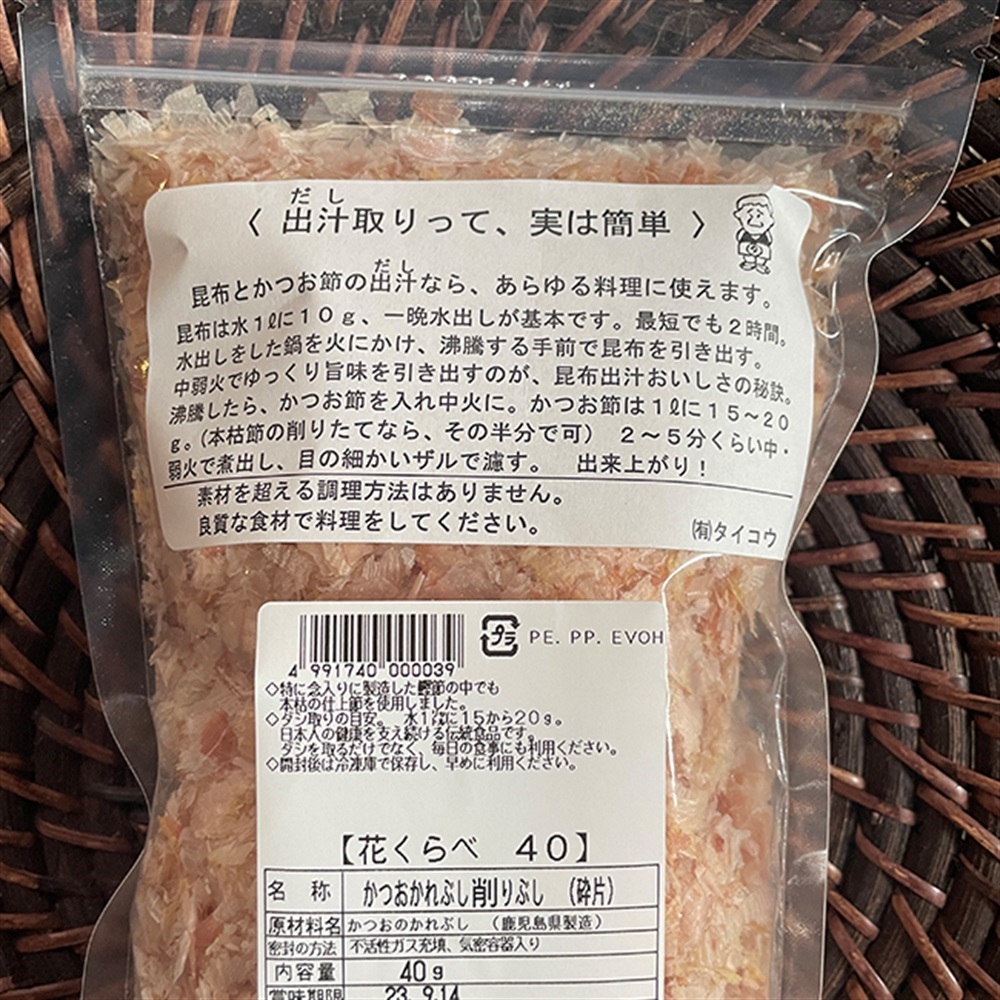 だし
〈 出汁取りって、実は簡単 〉
だし
昆布とかつお節の出汁なら、あらゆる料理に使えます。
昆布は水1ℓに10g、一晩水出しが基本です。最短でも2時間。
水出しをした鍋を火にかけ、沸騰する手前で昆布を引き出す。
中弱火でゆっくり旨味を引き出すのが、昆布出汁おいしさの秘訣。
沸騰したら、かつお節を入れ中火に。かつお節は1ℓに15～20
g。(本枯節の削りたてなら、その半分で可) 2～5分くらい中・
弱火で煮出し、目の細かいザルで濾す。 出来上がり!
素材を超える調理方法はありません。
良質な食材で料理をしてください。
(有)タイコウ
プラ PE. PP. EVOH
4 991740 000039
◇特に念入りに製造した鰹節の中でも
本枯の仕上節を使用しました。
◇ダシ取りの目安。 水1ℓに15から20g。
日本人の健康を支え続ける伝統食品です。
ダシを取るだけでなく、毎日の食事にも利用ください。
◇開封後は冷凍庫で保存し、早めに利用ください。
【花くらべ 40】
名 称 かつおかれぶし削りぶし (砕片)
原材料名 かつおのかれぶし (鹿児島県製造)
密封の方法 不活性ガス充填、気密容器入り
内容量 40g
賞味期限 23. 9.14